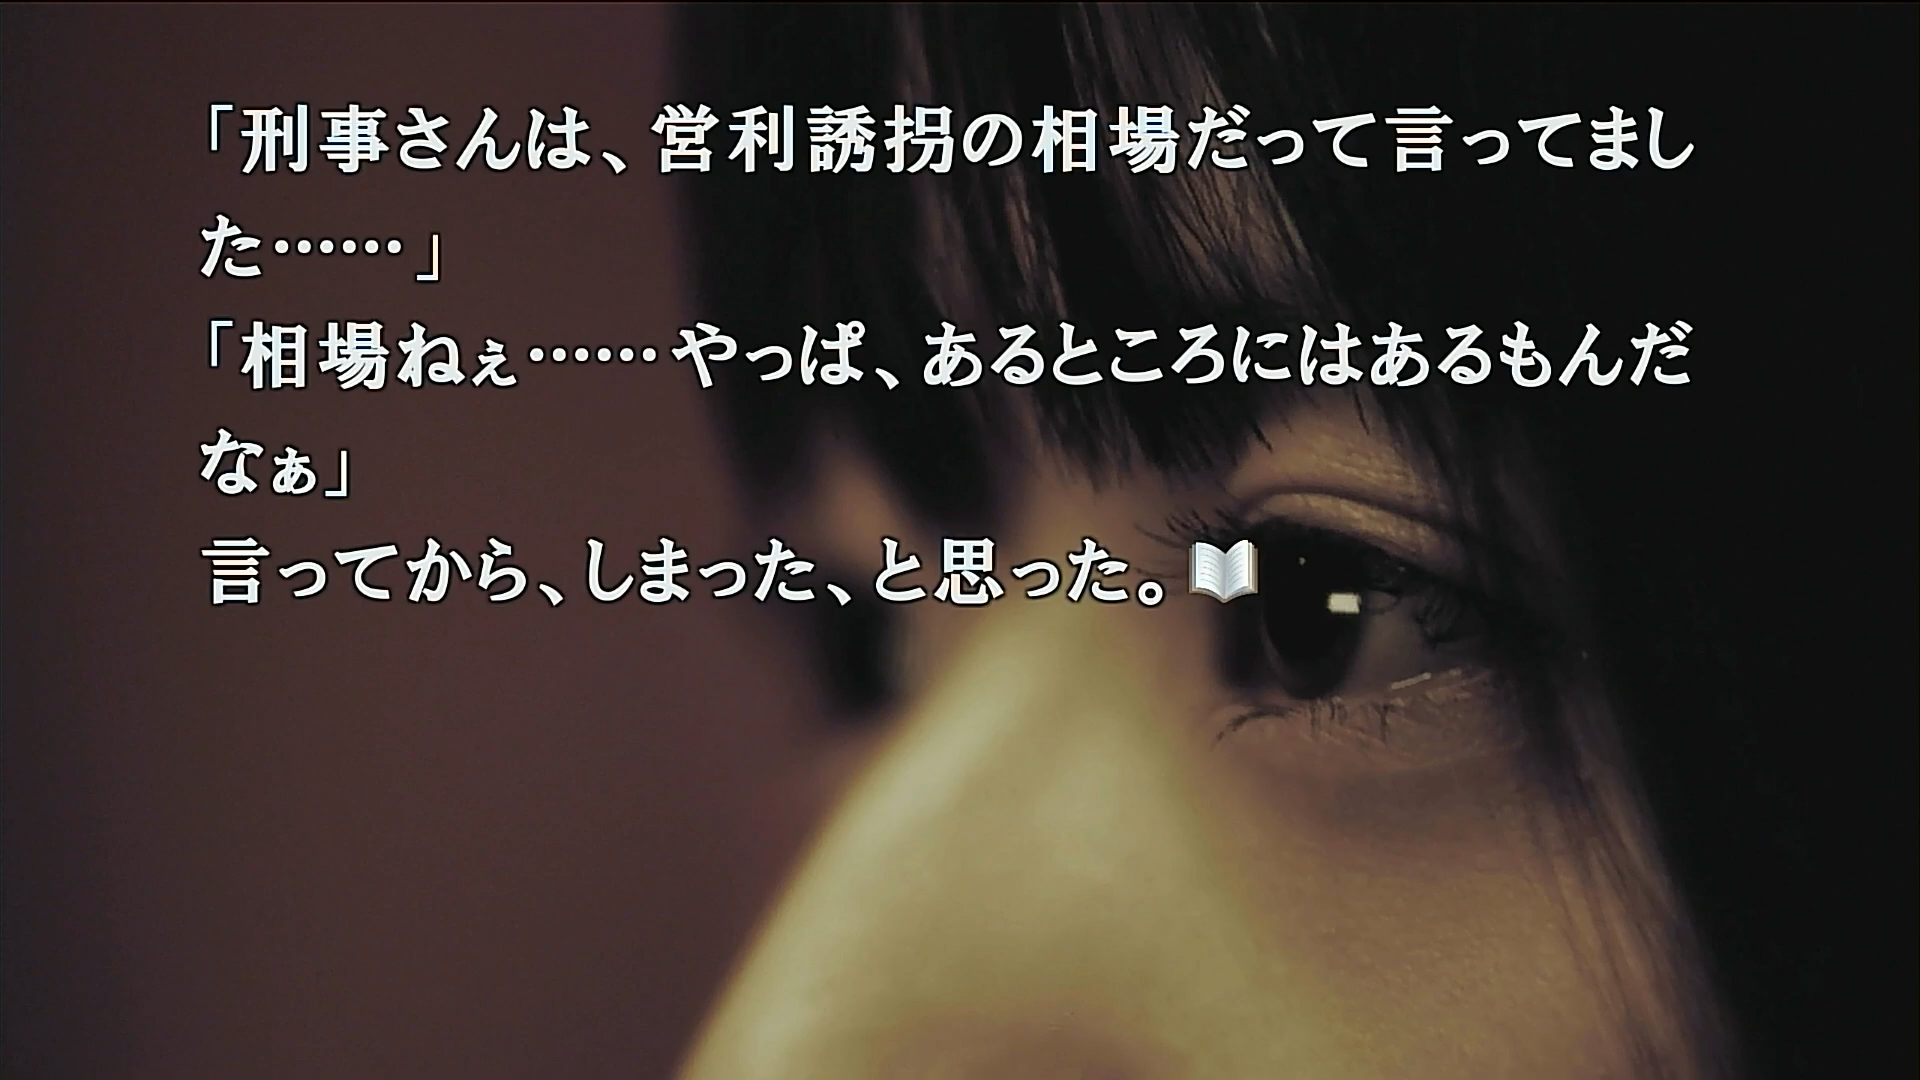 「刑事さんは、営利誘拐の相場だって言ってまし
た……」
「相場ねぇ……やっぱ、あるところにはあるもんだ
なぁ」
言ってから、しまった、と思った。